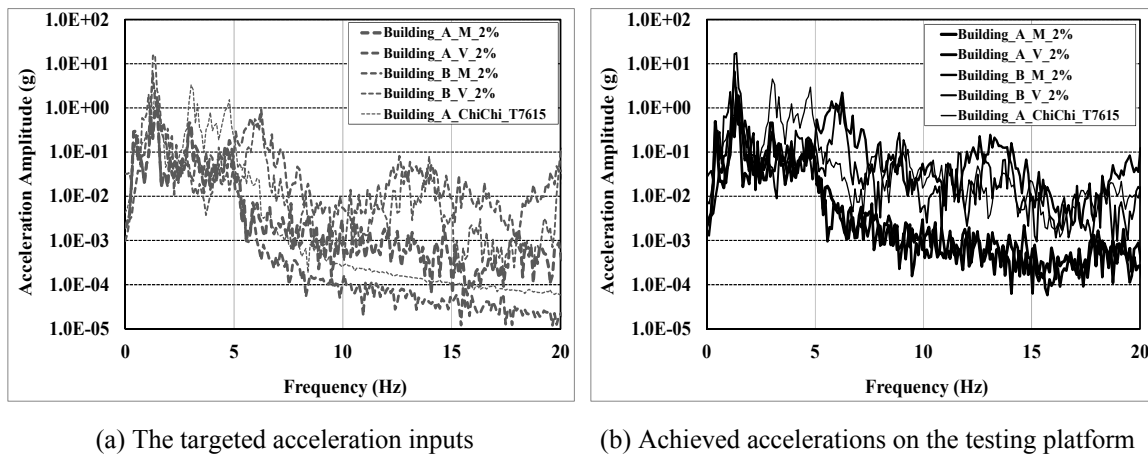 1.0E+02
1.0E+01
1.0E+00
1.0E-01
1.0E-02
1.0E-03
1.0E-04
1.0E-05
Acceleration Amplitude (g)
Building_A_M_2%
Building_A_V_2%
Building_B_M_2%
Building_B_V_2%
Building_A_ChiChi_T7615
0 5 10 15 20
Frequency (Hz)
(a) The targeted acceleration inputs
1.0E+02
1.0E+01
1.0E+00
1.0E-01
1.0E-02
1.0E-03
1.0E-04
1.0E-05
Acceleration Amplitude (g)
Building_A_M_2%
Building_A_V_2%
Building_B_M_2%
Building_B_V_2%
Building_A_ChiChi_T7615
0 5 10 15 20
Frequency (Hz)
(b) Achieved accelerations on the testing platform